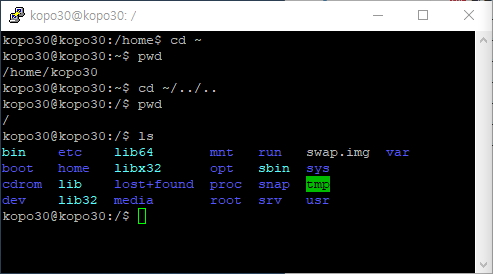 kopo30@kopo30: /
kopo30@kopo30:/home$ cd ~
kopo30@kopo30:~$ pwd
/home/kopo30
kopo30@kopo30:~$ cd ~/../..
kopo30@kopo30:/$ pwd
/
kopo30@kopo30:/$ ls
bin etc lib64 mnt run swap.img var
boot home libx32 opt sbin sys
cdrom lib lost+found proc snap tmp
dev lib32 media root srv usr
kopo30@kopo30:/$